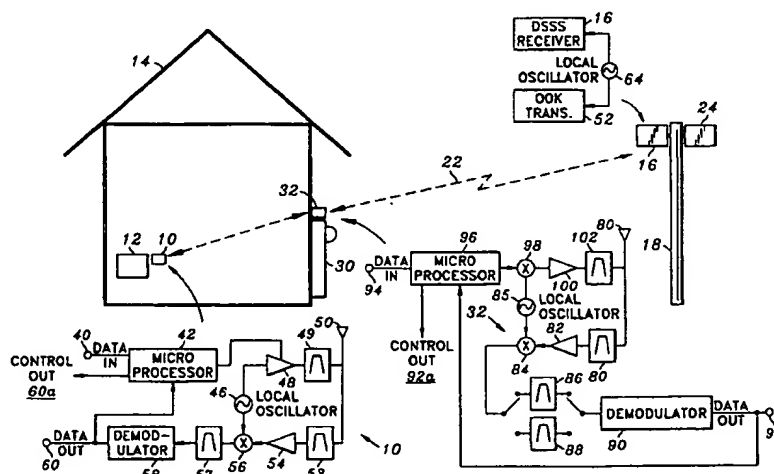 14
DSSS
RECEIVER
16
LOCAL
OSCILLATOR
64
OOK
TRANS.
52
24
16
22
32
12
10
30
18
DATA
IN
94
96
MICRO
PROCESSOR
98
100
102
80
85
LOCAL
OSCILLATOR
32
CONTROL
OUT
92a
84
82
80
86
88
DEMODULATOR
90
DATA
OUT
40
DATA
IN
42
MICRO
PROCESSOR
CONTROL
OUT
60a
46
LOCAL
OSCILLATOR
48
49
50
DATA
OUT
60
DEMOD-
ULATOR
56
54
10